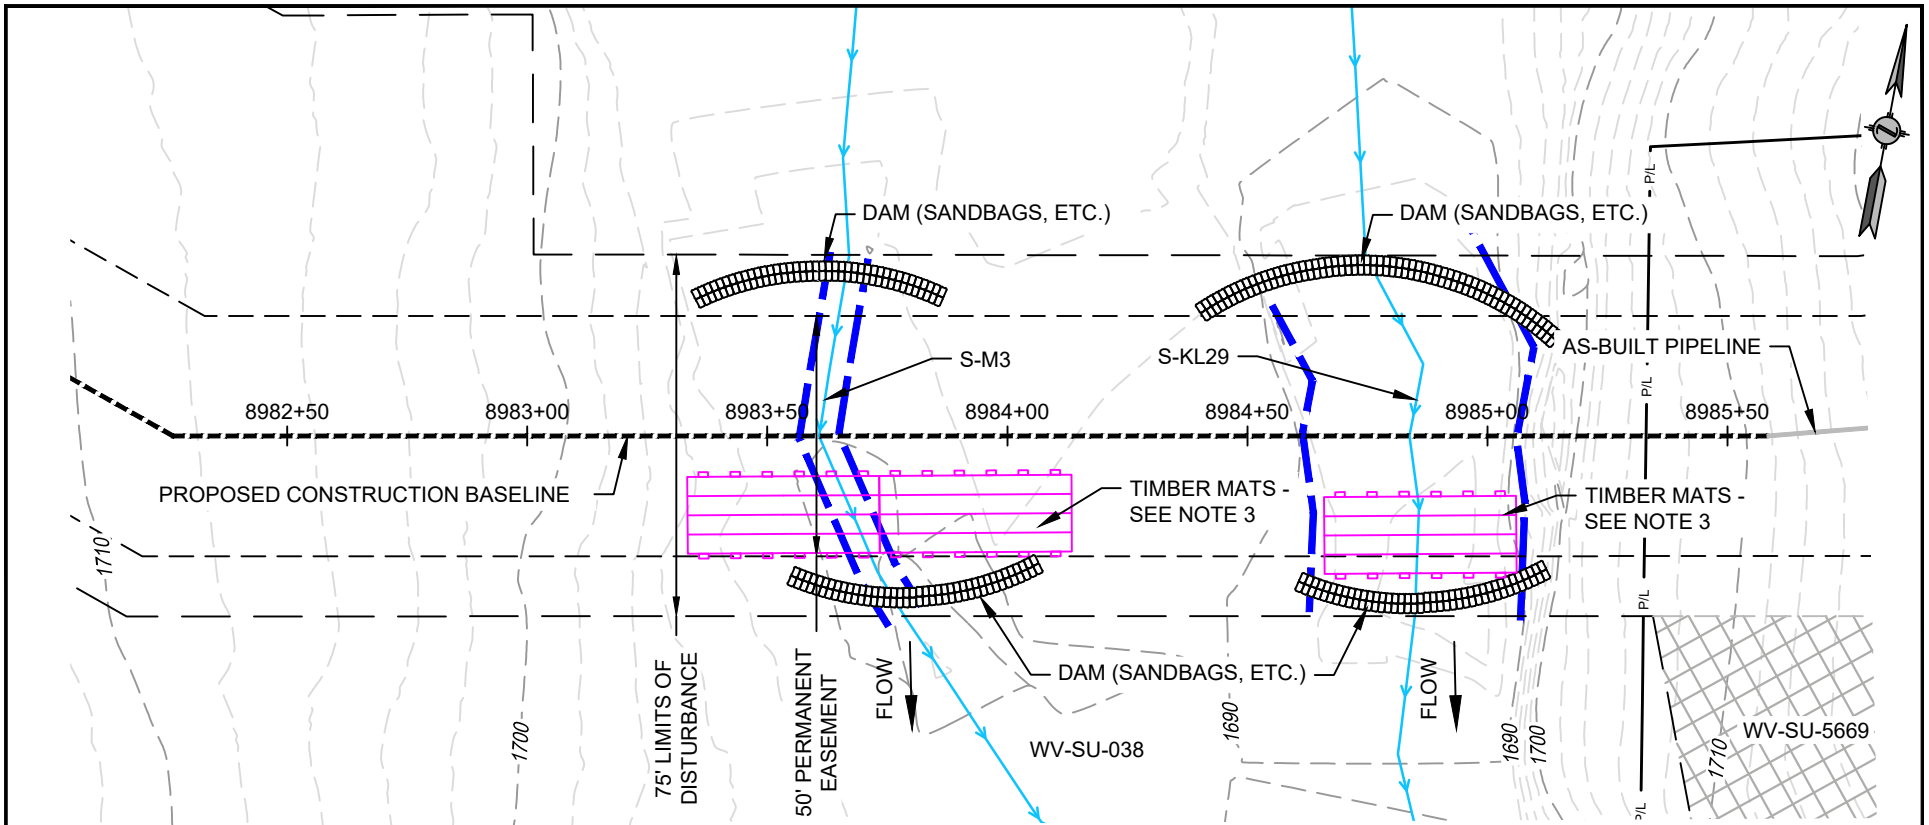 DAM (SANDBAGS, ETC.)
DAM (SANDBAGS, ETC.)
P/L
S-M3
S-KL29
AS-BUILT PIPELINE
P/L
8982+50
8983+00
8983+50
8984+00
8984+50
8985+00
8985+50
PROPOSED CONSTRUCTION BASELINE
TIMBER MATS -
SEE NOTE 3
TIMBER MATS -
SEE NOTE 3
1710
P/L
75' LIMITS OF
DISTURBANCE
50' PERMANENT
EASEMENT
FLOW
DAM (SANDBAGS, ETC.)
FLOW
1700
WV-SU-038
1690
1690
1700
1710
WV-SU-5669
P/L